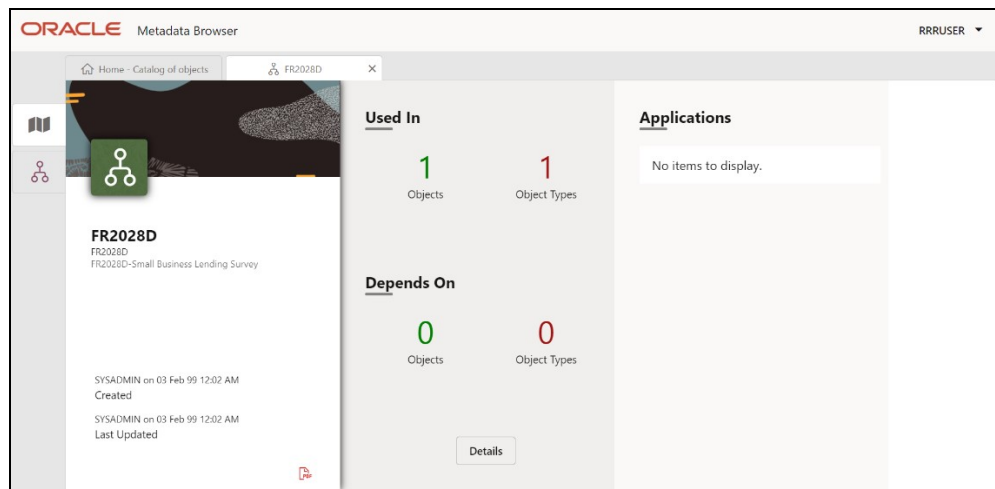 ORACLE Metadata Browser
RRRUSER
Home - Catalog of objects
FR2028D
FR2028D
FR2028D
FR2028D-Small Business Lending Survey
SYSADMIN on 03 Feb 99 12:02 AM
Created
SYSADMIN on 03 Feb 99 12:02 AM
Last Updated
PDF
Used In
1 1
Objects Object Types
Depends On
0 0
Objects Object Types
Details
Applications
No items to display.